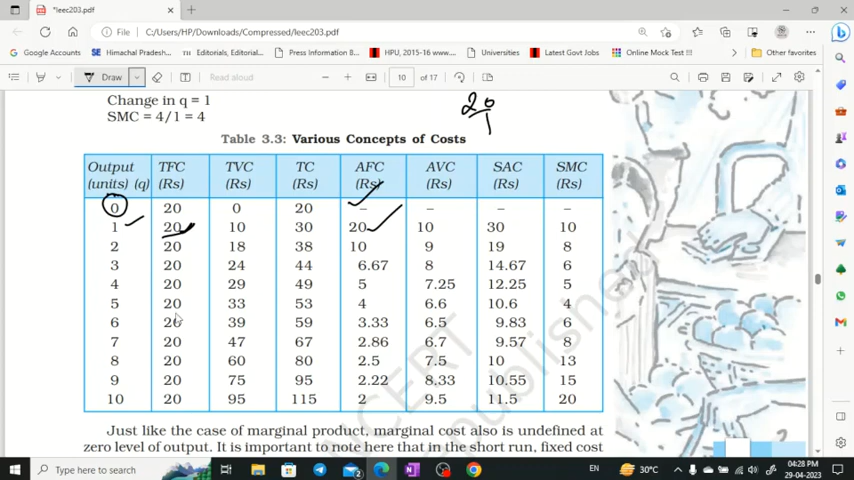 *leec203.pdf
C:/Users/HP/Downloads/Compressed/leec203.pdf
Google Accounts
Himachal Pradesh
Editorials, Editorial...
Press Information B...
HPU, 2015-16 www....
Universities
Latest Govt Jobs
Online Mock Test !!!
Other favorites
Draw
Read aloud
10 of 17
Change in q = 1
SMC = 4/1 = 4
20
1
Table 3.3: Various Concepts of Costs
Output TFC TVC TC AFC AVC SAC SMC
(units) (q) (Rs) (Rs) (Rs) (Rs) (Rs) (Rs) (Rs)
0 20 0 20 – – – –
1 20 10 30 20 10 30 10
2 20 18 38 10 9 19 8
3 20 24 44 6.67 8 14.67 6
4 20 29 49 5 7.25 12.25 5
5 20 33 53 4 6.6 10.6 4
6 20 39 59 3.33 6.5 9.83 6
7 20 47 67 2.86 6.7 9.57 8
8 20 60 80 2.5 7.5 10 13
9 20 75 95 2.22 8.33 10.55 15
10 20 95 115 2 9.5 11.5 20
Just like the case of marginal product, marginal cost also is undefined at
zero level of output. It is important to note here that in the short run, fixed cost
Type here to search
2
30°C
EN
04:28 PM
29-04-2023